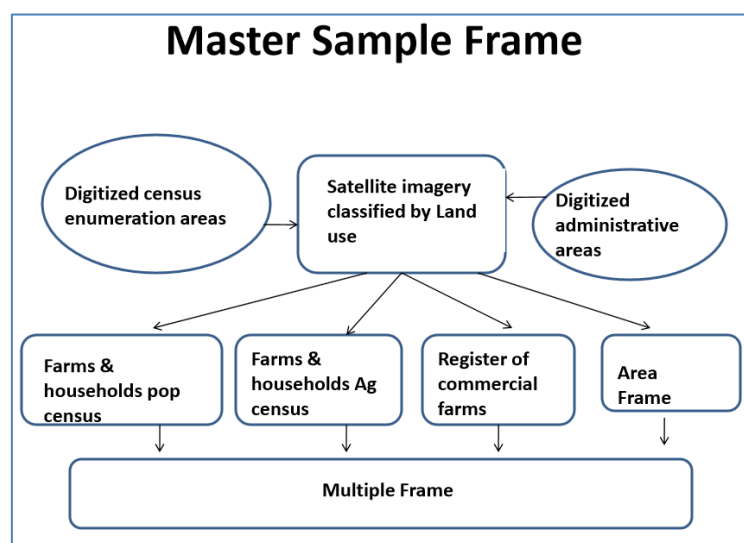 Master Sample Frame
Digitized census
enumeration areas
Satellite imagery
classified by Land
use
Digitized
administrative
areas
Farms &
households pop
census
Farms &
households Ag
census
Register of
commercial
farms
Area
Frame
Multiple Frame